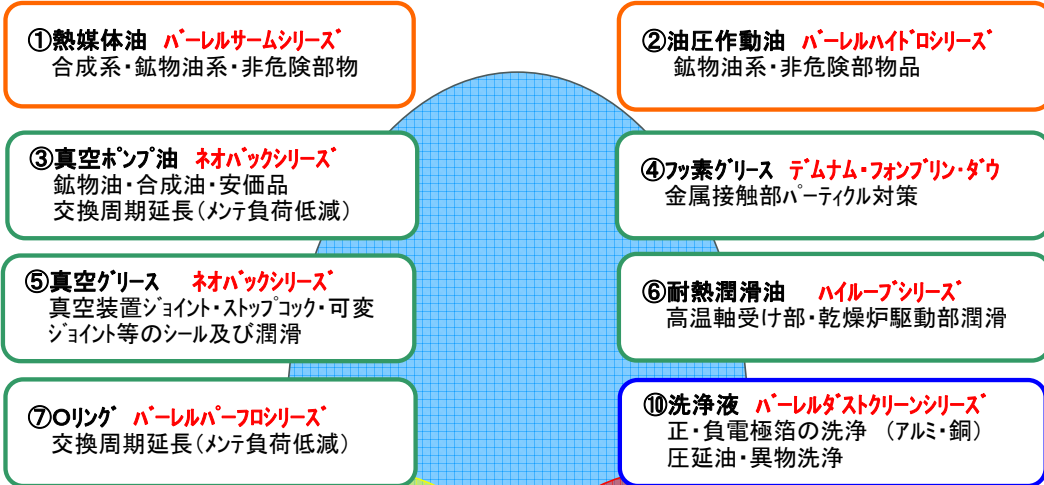 ①熱媒体油 バーレルサームシリーズ
合成系・鉱物油系・非危険部物
②油圧作動油 バーレルハイドロシリーズ
鉱物油系・非危険部物品
③真空ポンプ油 ネオバックシリーズ
鉱物油・合成油・安価品
交換周期延長(メンテ負荷低減)
④フッ素グリース デムナム・フォンブリン・ダウ
金属接触部パーティクル対策
⑤真空グリース ネオバックシリーズ
真空装置ジョイント・ストップコック・可変
ジョイント等のシール及び潤滑
⑥耐熱潤滑油 ハイルーブシリーズ
高温軸受け部・乾燥炉駆動部潤滑
⑦Oリング バーレルパーフロシリーズ
交換周期延長(メンテ負荷低減)
⑩洗浄液 バーレルダストクリーンシリーズ
正・負電極箔の洗浄 (アルミ・銅)
圧延油・異物洗浄